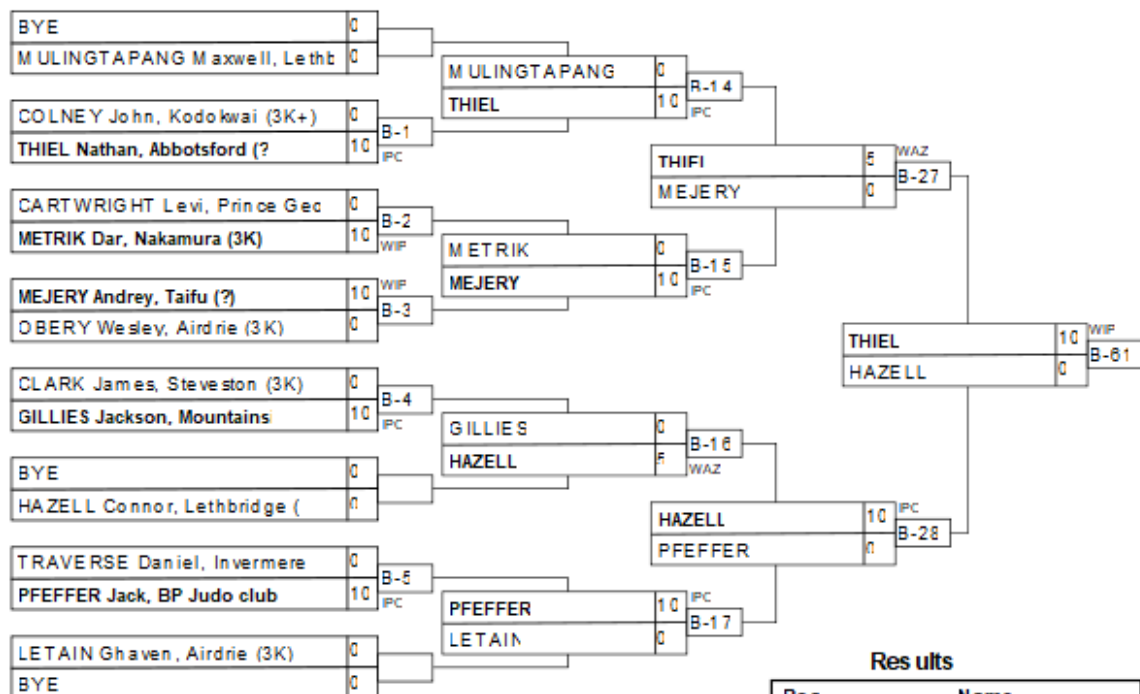 BYE 0
MULINGTAPANG Maxwell, Lethb 0
COLNEY John, Kodokwai (3K+) 0
B-1
THIEL Nathan, Abbotsford (? 10
IPC
CARTWRIGHT Levi, Prince Geo 0
B-2
METRIK Dar, Nakamura (3K) 10
WIP
WIP
MEJERY Andrey, Taifu (?) 10
B-3
OBERY Wesley, Airdrie (3K) 0
CLARK James, Steveston (3K) 0
B-4
GILLIES Jackson, Mountains 10
IPC
BYE 0
HAZELL Connor, Lethbridge ( 0
TRAVERSE Daniel, Invermere 0
B-5
PFEFFER Jack, BP Judo club 10
IPC
LETAIN Ghaven, Airdrie (3K) 0
BYE 0
MULINGTAPANG 0
B-14
THIEL 10
IPC
METRIK 0
B-15
MEJERY 10
IPC
GILLIES 0
B-16
HAZELL 5
WAZ
IPC
PFEFFER 10
B-17
LETAIN 0
WAZ
THIEL 5
B-27
MEJERY 0
IPC
HAZELL 10
B-28
PFEFFER 0
WIP
THIEL 10
B-61
HAZELL 0
Results
Name